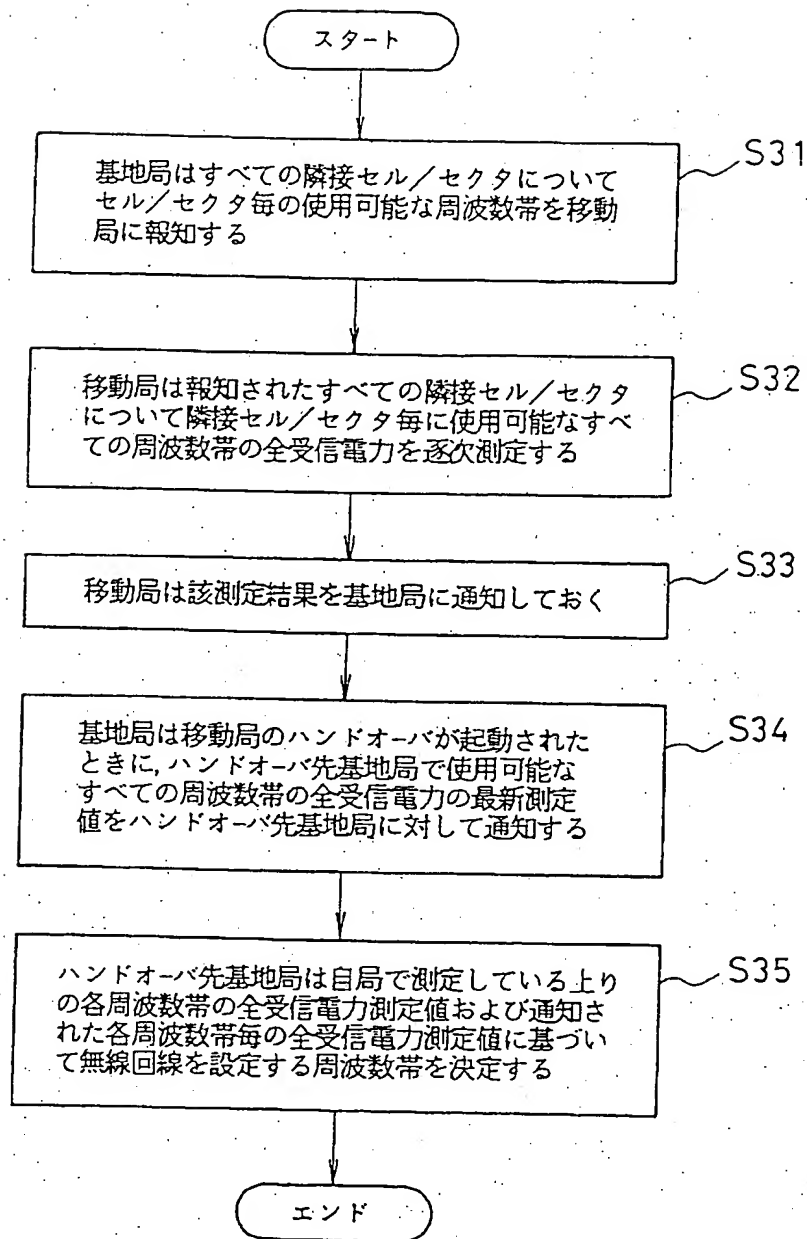 スタート
S31
基地局はすべての隣接セル／セクタについて
セル／セクタ毎の使用可能な周波数帯を移動
局に報知する
S32
移動局は報知されたすべての隣接セル／セクタ
について隣接セル／セクタ毎に使用可能なすべ
ての周波数帯の全受信電力を逐次測定する
S33
移動局は該測定結果を基地局に通知しておく
S34
基地局は移動局のハンドオーバが起動された
ときに，ハンドオーバ先基地局で使用可能な
すべての周波数帯の全受信電力の最新測定
値をハンドオーバ先基地局に対して通知する
S35
ハンドオーバ先基地局は自局で測定している上り
の各周波数帯の全受信電力測定値および通知さ
れた各周波数帯毎の全受信電力測定値に基づい
て無線回線を設定する周波数帯を決定する
エンド